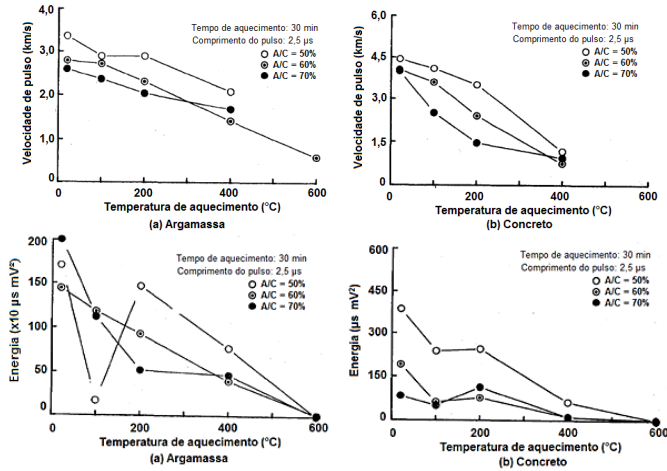 Velocidade de pulso (km/s)
4,0
3,0
2,0
1,0
0
Tempo de aquecimento: 30 min
Comprimento do pulso: 2,5 µs
A/C = 50%
A/C = 60%
A/C = 70%
0 200 400 600
Temperatura de aquecimento (°C)
(a) Argamassa
Velocidade de pulso (km/s)
6,0
4,5
3,0
1,5
0
Tempo de aquecimento: 30 min
Comprimento do pulso: 2,5 µs
A/C = 50%
A/C = 60%
A/C = 70%
0 200 400 600
Temperatura de aquecimento (°C)
(b) Concreto
Energia (x10 µs mV²)
200
150
100
50
0
Tempo de aquecimento: 30 min
Comprimento do pulso: 2,5 µs
A/C = 50%
A/C = 60%
A/C = 70%
0 200 400 600
Temperatura de aquecimento (°C)
(a) Argamassa
Energia (µs mV²)
600
450
300
150
0
Tempo de aquecimento: 30 min
Comprimento do pulso: 2,5 µs
A/C = 50%
A/C = 60%
A/C = 70%
0 200 400 600
Temperatura de aquecimento (°C)
(b) Concreto